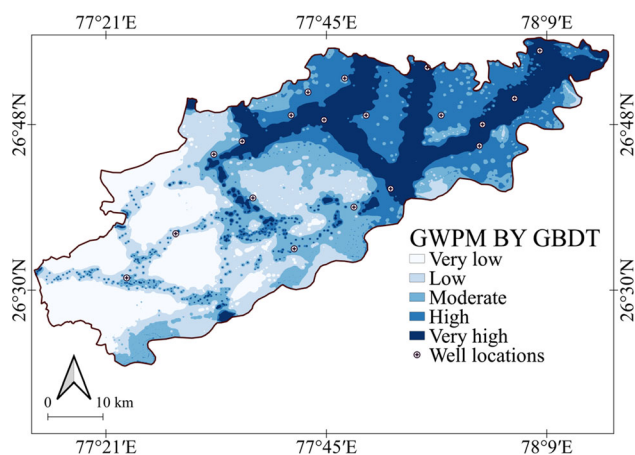 77°21′E 77°45′E 78°9′E
26°48′N 26°48′N
GWPM BY GBDT
Very low
Low
Moderate
High
Very high
Well locations
26°30′N 26°30′N
0 10 km
77°21′E 77°45′E 78°9′E